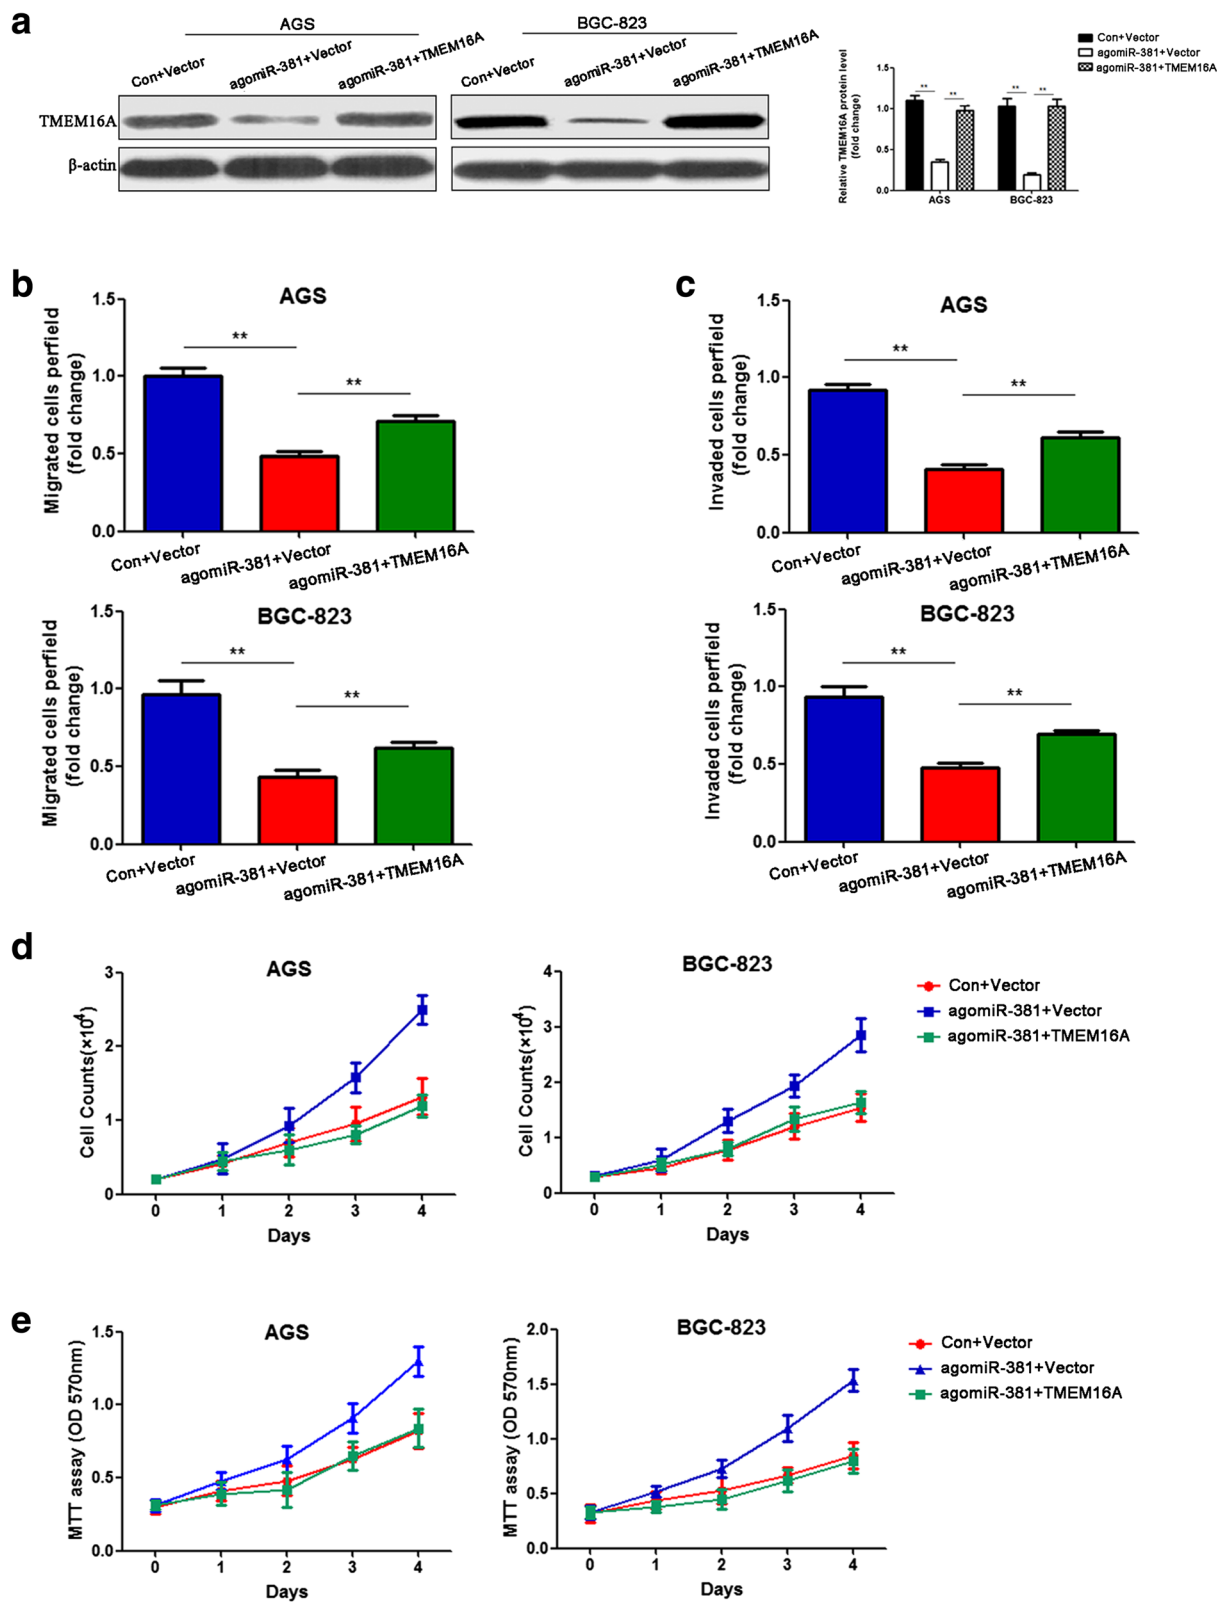 a
AGS
BGC-823
Con+Vector
agomiR-381+Vector
agomiR-381+TMEM16A
Con+Vector
agomiR-381+Vector
agomiR-381+TMEM16A
TMEM16A
β-actin
Con+Vector
agomiR-381+Vector
agomiR-381+TMEM16A
Relative TMEM16A protein level
(fold change)
1.5
1.0
0.5
0.0
**
**
**
**
AGS
BGC-823
b
AGS
Migrated cells perfield
(fold change)
1.5
1.0
0.5
0.0
**
**
Con+Vector
agomiR-381+Vector
agomiR-381+TMEM16A
BGC-823
Migrated cells perfield
(fold change)
1.5
1.0
0.5
0.0
**
**
Con+Vector
agomiR-381+Vector
agomiR-381+TMEM16A
c
AGS
Invaded cells perfield
(fold change)
1.5
1.0
0.5
0.0
**
**
Con+Vector
agomiR-381+Vector
agomiR-381+TMEM16A
BGC-823
Invaded cells perfield
(fold change)
1.5
1.0
0.5
0.0
**
**
Con+Vector
agomiR-381+Vector
agomiR-381+TMEM16A
d
AGS
Cell Counts(×10⁴)
3
2
1
0
0 1 2 3 4
Days
BGC-823
Cell Counts(×10⁴)
4
3
2
1
0
0 1 2 3 4
Days
Con+Vector
agomiR-381+Vector
agomiR-381+TMEM16A
e
AGS
MTT assay (OD 570nm)
1.5
1.0
0.5
0.0
0 1 2 3 4
Days
BGC-823
MTT assay (OD 570nm)
2.0
1.5
1.0
0.5
0.0
0 1 2 3 4
Days
Con+Vector
agomiR-381+Vector
agomiR-381+TMEM16A